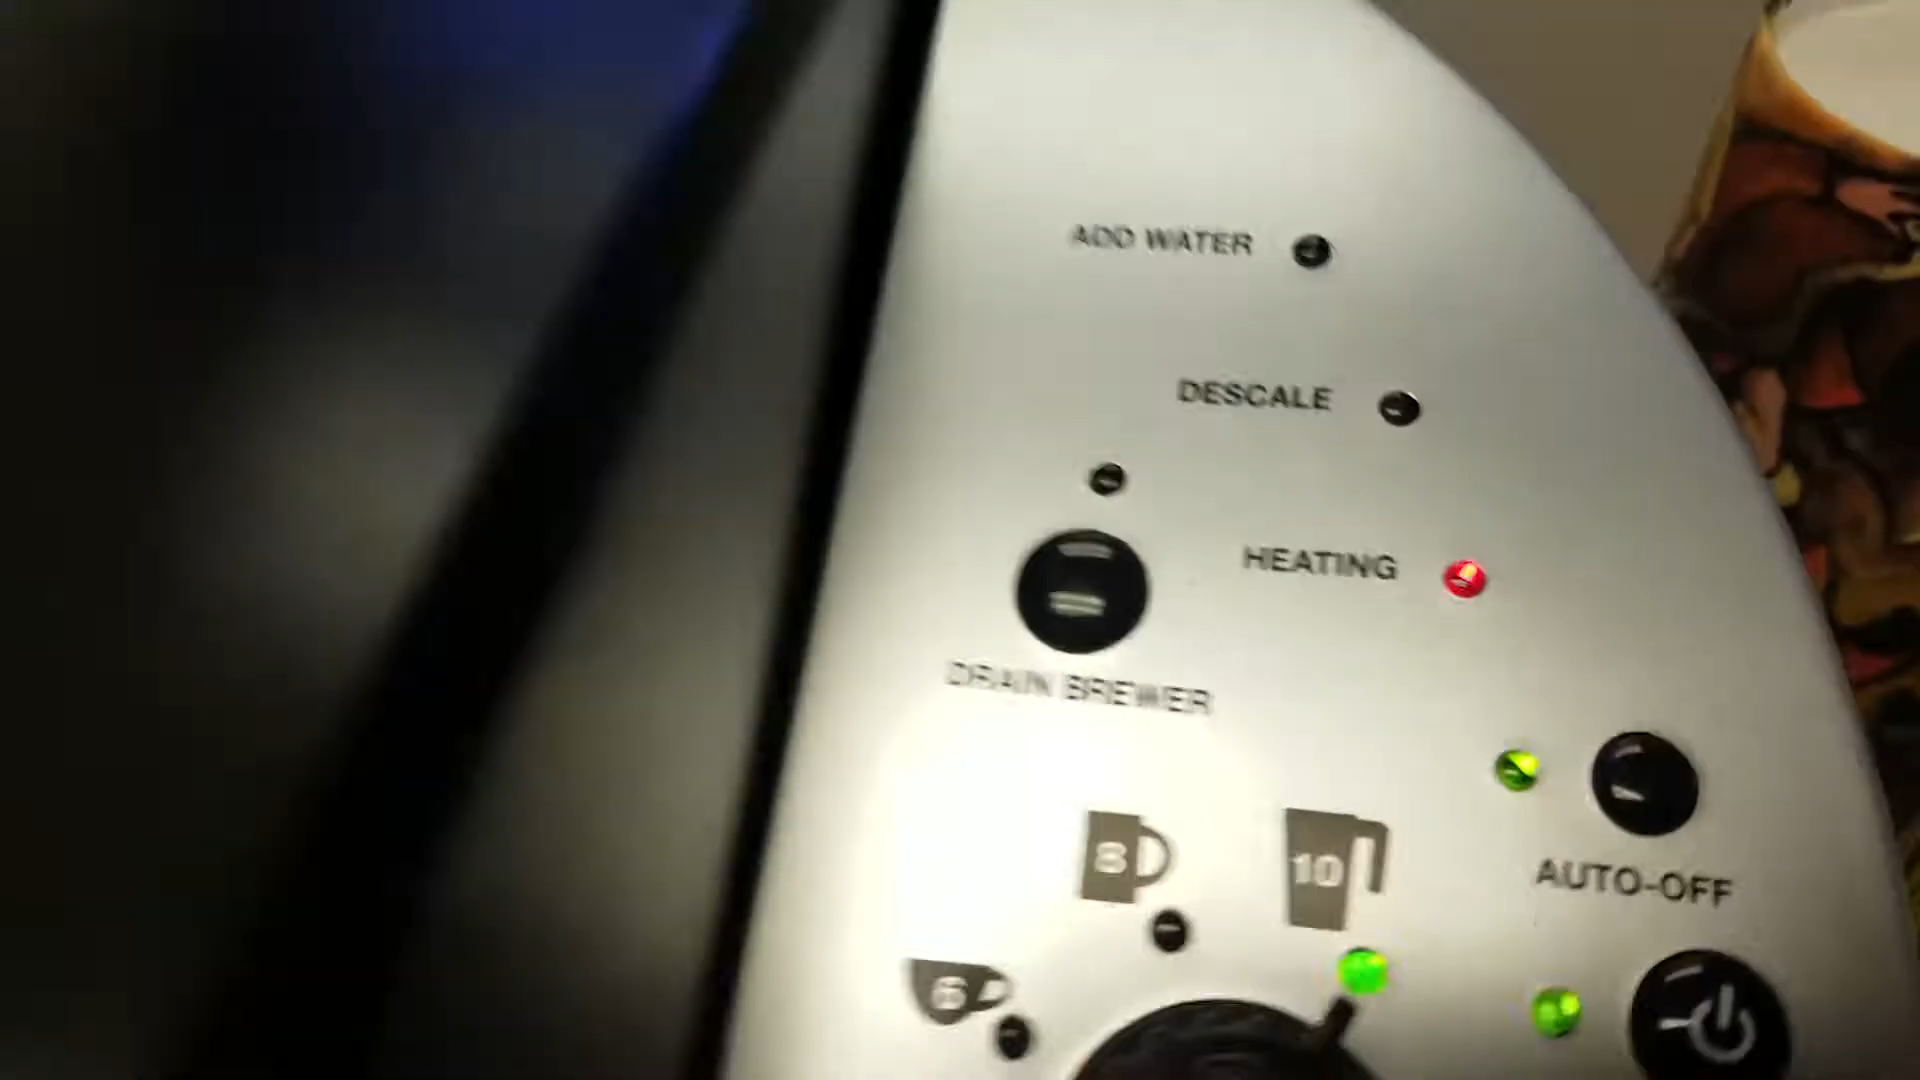 ADD WATER
DESCALE
HEATING
DRAIN BREWER
8
10
AUTO-OFF
6